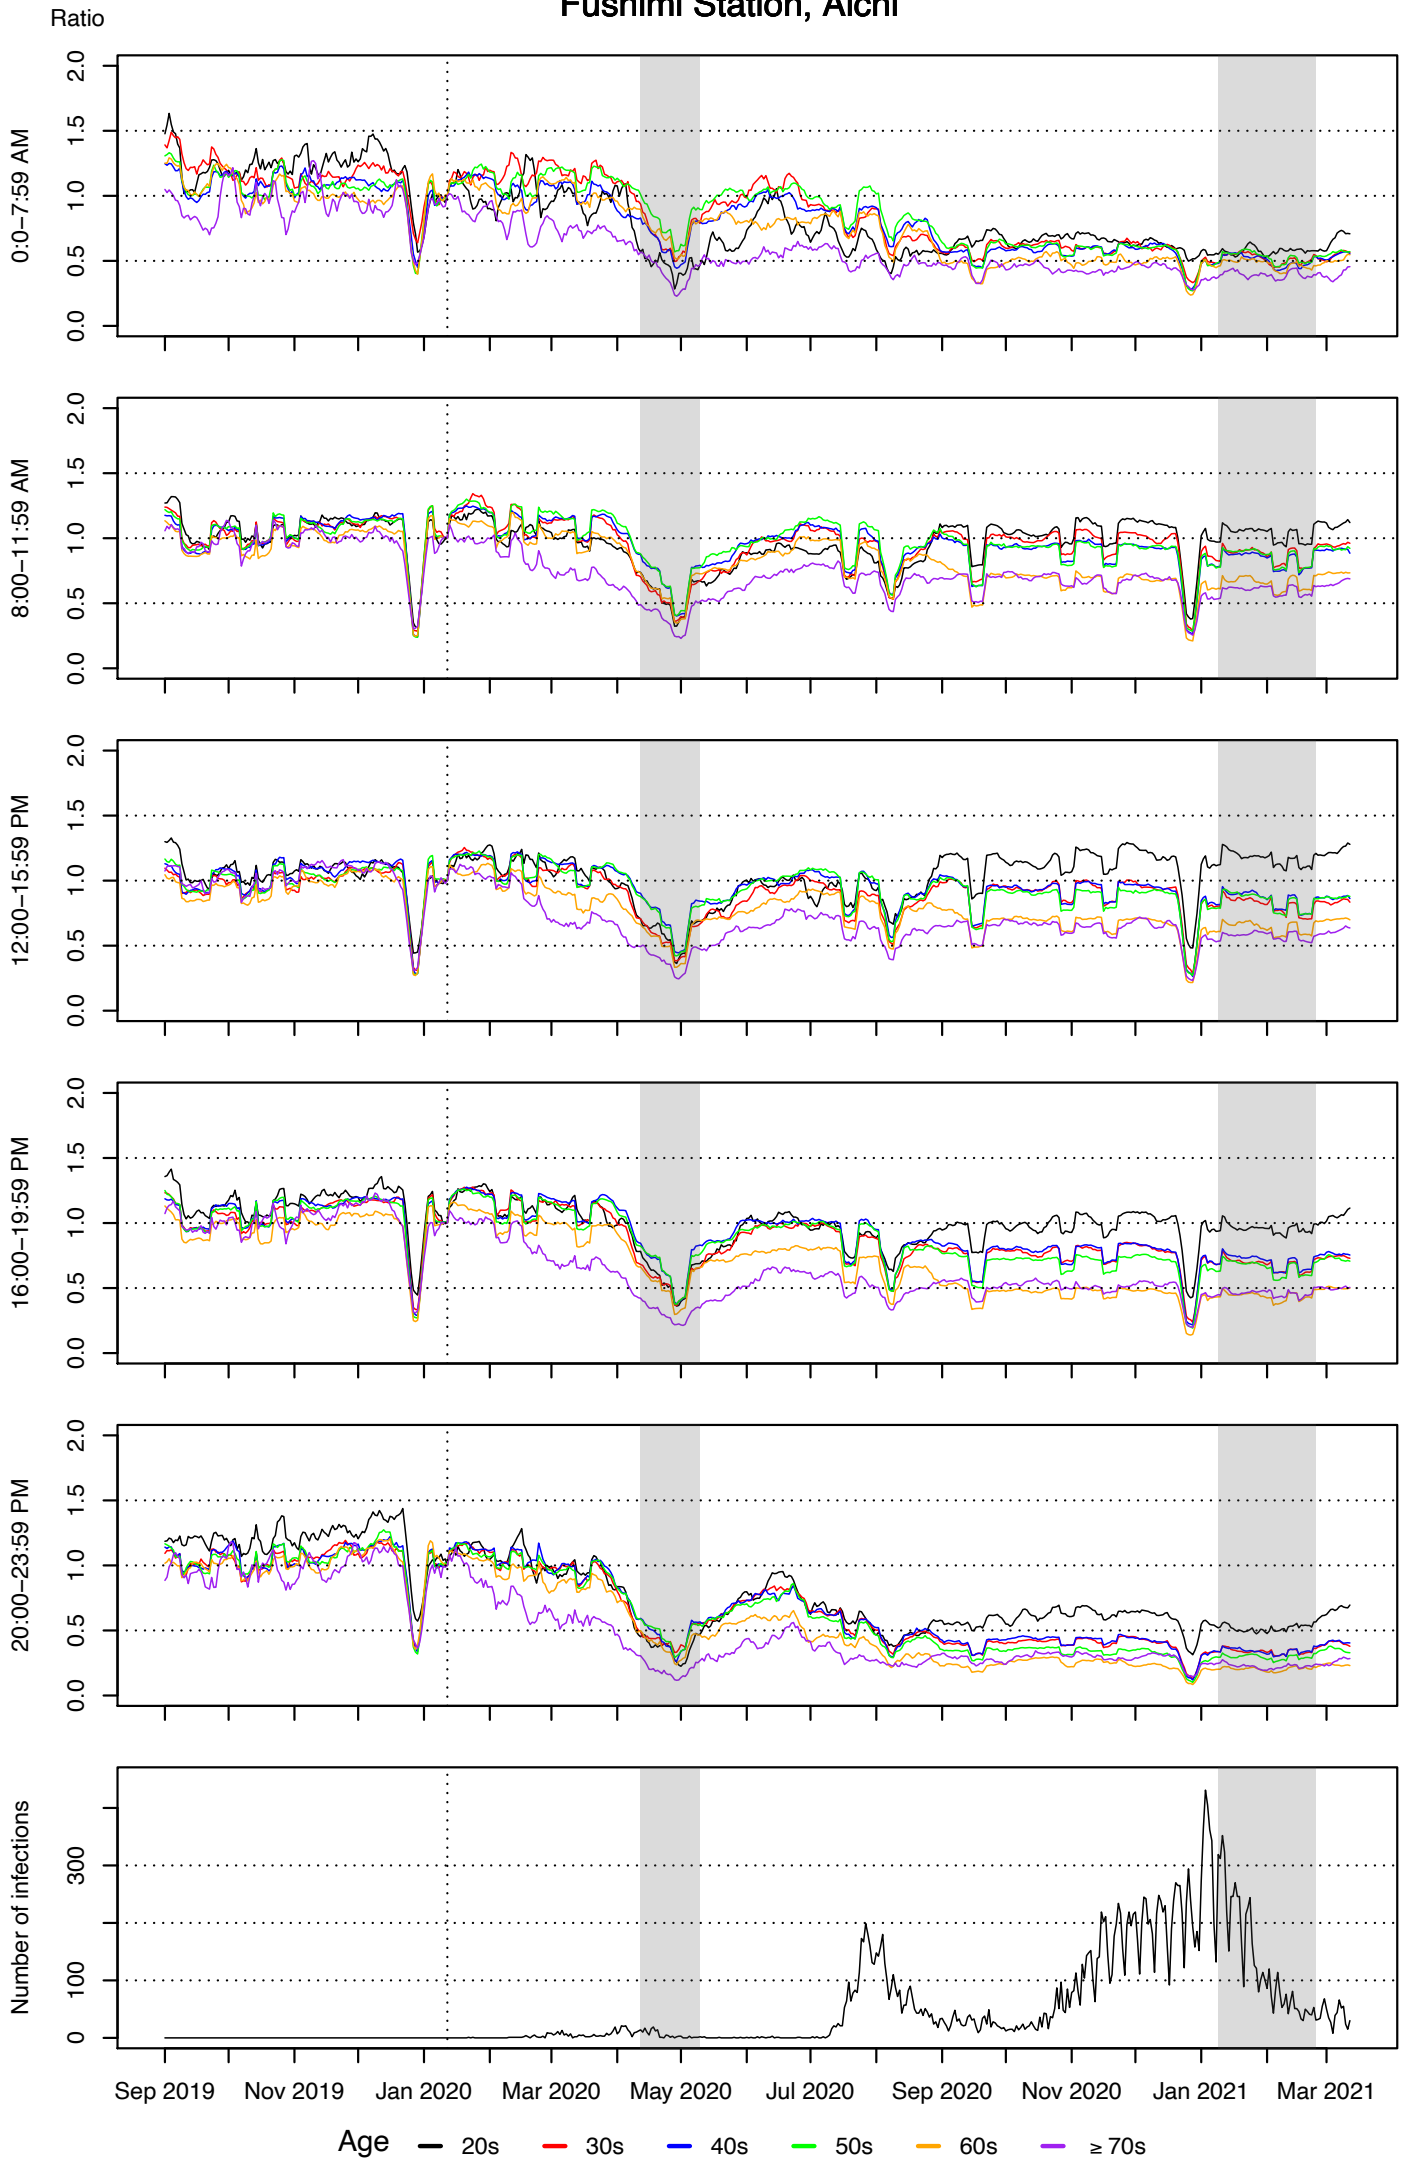 Fushimi Station, Aichi
Ratio
0:0−7:59 AM
0.0 0.5 1.0 1.5 2.0
8:00−11:59 AM
0.0 0.5 1.0 1.5 2.0
12:00−15:59 PM
0.0 0.5 1.0 1.5 2.0
16:00−19:59 PM
0.0 0.5 1.0 1.5 2.0
20:00−23:59 PM
0.0 0.5 1.0 1.5 2.0
Number of infections
0 100 300
Sep 2019 Nov 2019 Jan 2020 Mar 2020 May 2020 Jul 2020 Sep 2020 Nov 2020 Jan 2021 Mar 2021
Age 20s 30s 40s 50s 60s ≥ 70s